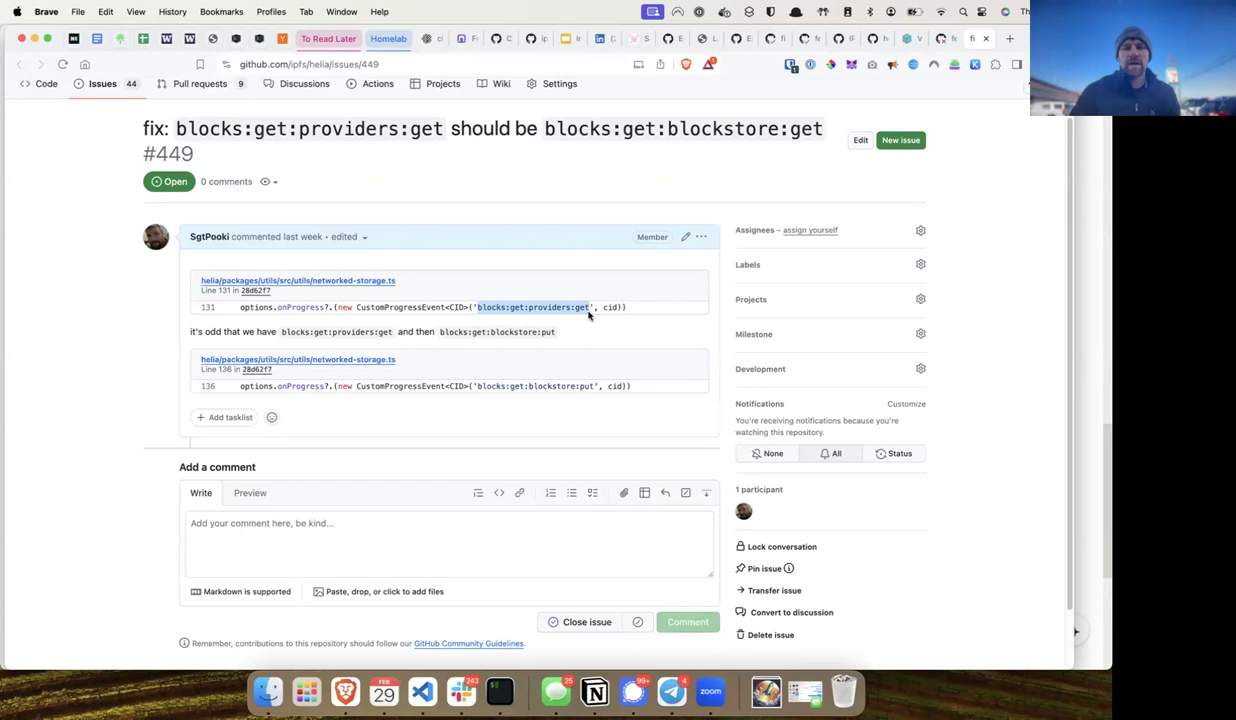 Brave File Edit View History Bookmarks Profiles Tab Window Help
To Read Later Homelab
github.com/ipfs/helia/issues/449
Code Issues 44 Pull requests 9 Discussions Actions Projects Wiki Settings
fix: blocks:get:providers:get should be blocks:get:blockstore:get
#449
Edit New issue
Open 0 comments
SgtPooki commented last week • edited Member
helia/packages/utils/src/utils/networked-storage.ts
Line 131 in 28d62f7
131 options.onProgress?.(new CustomProgressEvent<CID>('blocks:get:providers:get', cid))
it's odd that we have blocks:get:providers:get and then blocks:get:blockstore:put
helia/packages/utils/src/utils/networked-storage.ts
Line 136 in 28d62f7
136 options.onProgress?.(new CustomProgressEvent<CID>('blocks:get:blockstore:put', cid))
Add tasklist
Add a comment
Write Preview
Add your comment here, be kind...
Markdown is supported Paste, drop, or click to add files
Close issue Comment
Remember, contributions to this repository should follow our GitHub Community Guidelines.
Assignees – assign yourself
Labels
Projects
Milestone
Development
Notifications Customize
You're receiving notifications because you're
watching this repository.
None All Status
1 participant
Lock conversation
Pin issue
Transfer issue
Convert to discussion
Delete issue
FEB
29
243
25
99+
4
zoom